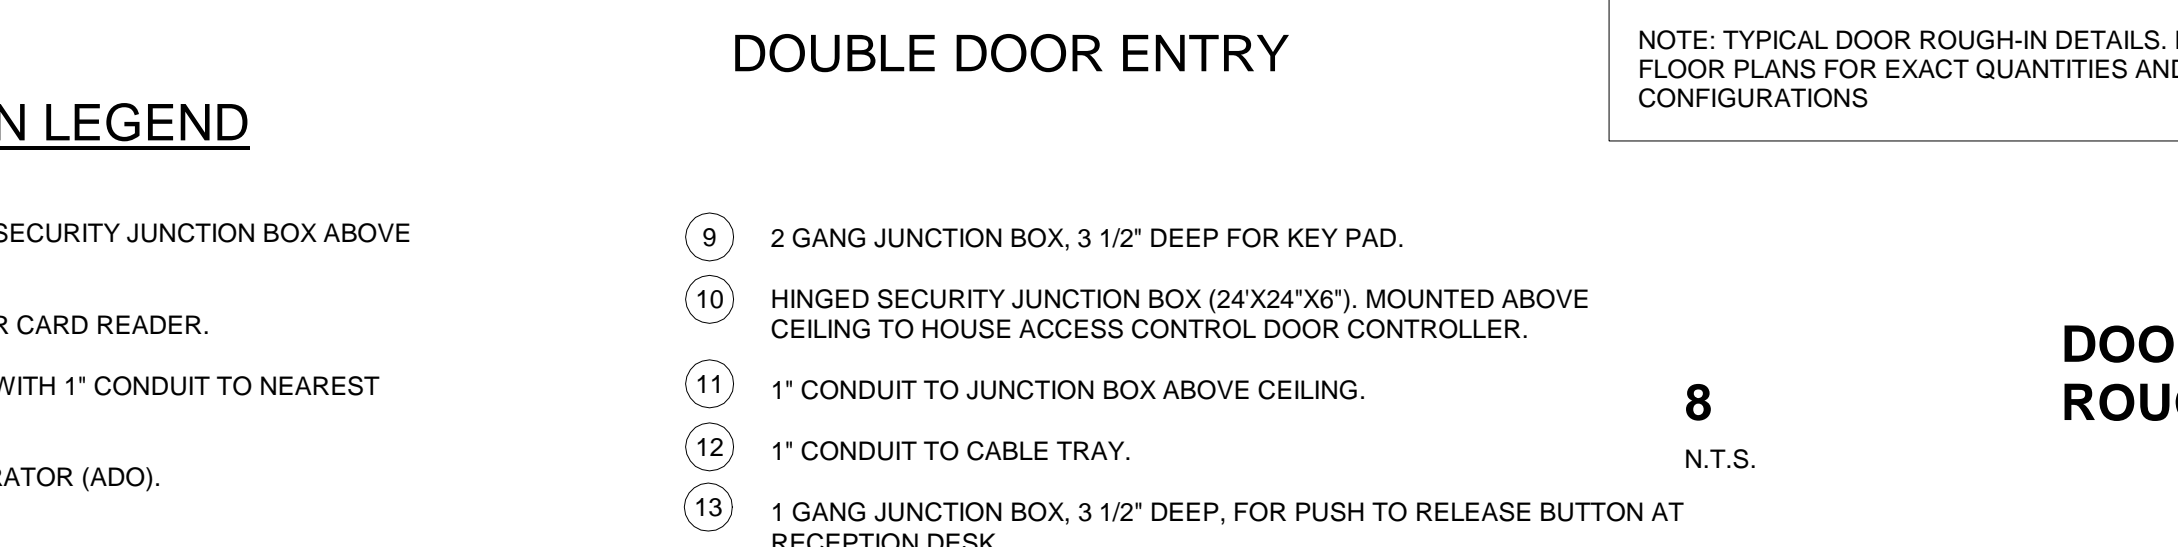 DOUBLE DOOR ENTRY
NOTE: TYPICAL DOOR ROUGH-IN DETAILS.
FLOOR PLANS FOR EXACT QUANTITIES AND
CONFIGURATIONS
N LEGEND
SECURITY JUNCTION BOX ABOVE
R CARD READER.
WITH 1" CONDUIT TO NEAREST
RATOR (ADO).
9 2 GANG JUNCTION BOX, 3 1/2" DEEP FOR KEY PAD.
10 HINGED SECURITY JUNCTION BOX (24'X24"X6"). MOUNTED ABOVE
CEILING TO HOUSE ACCESS CONTROL DOOR CONTROLLER.
11 1" CONDUIT TO JUNCTION BOX ABOVE CEILING.
12 1" CONDUIT TO CABLE TRAY.
13 1 GANG JUNCTION BOX, 3 1/2" DEEP, FOR PUSH TO RELEASE BUTTON AT
RECEPTION DESK
8
N.T.S.
DOO
ROUG